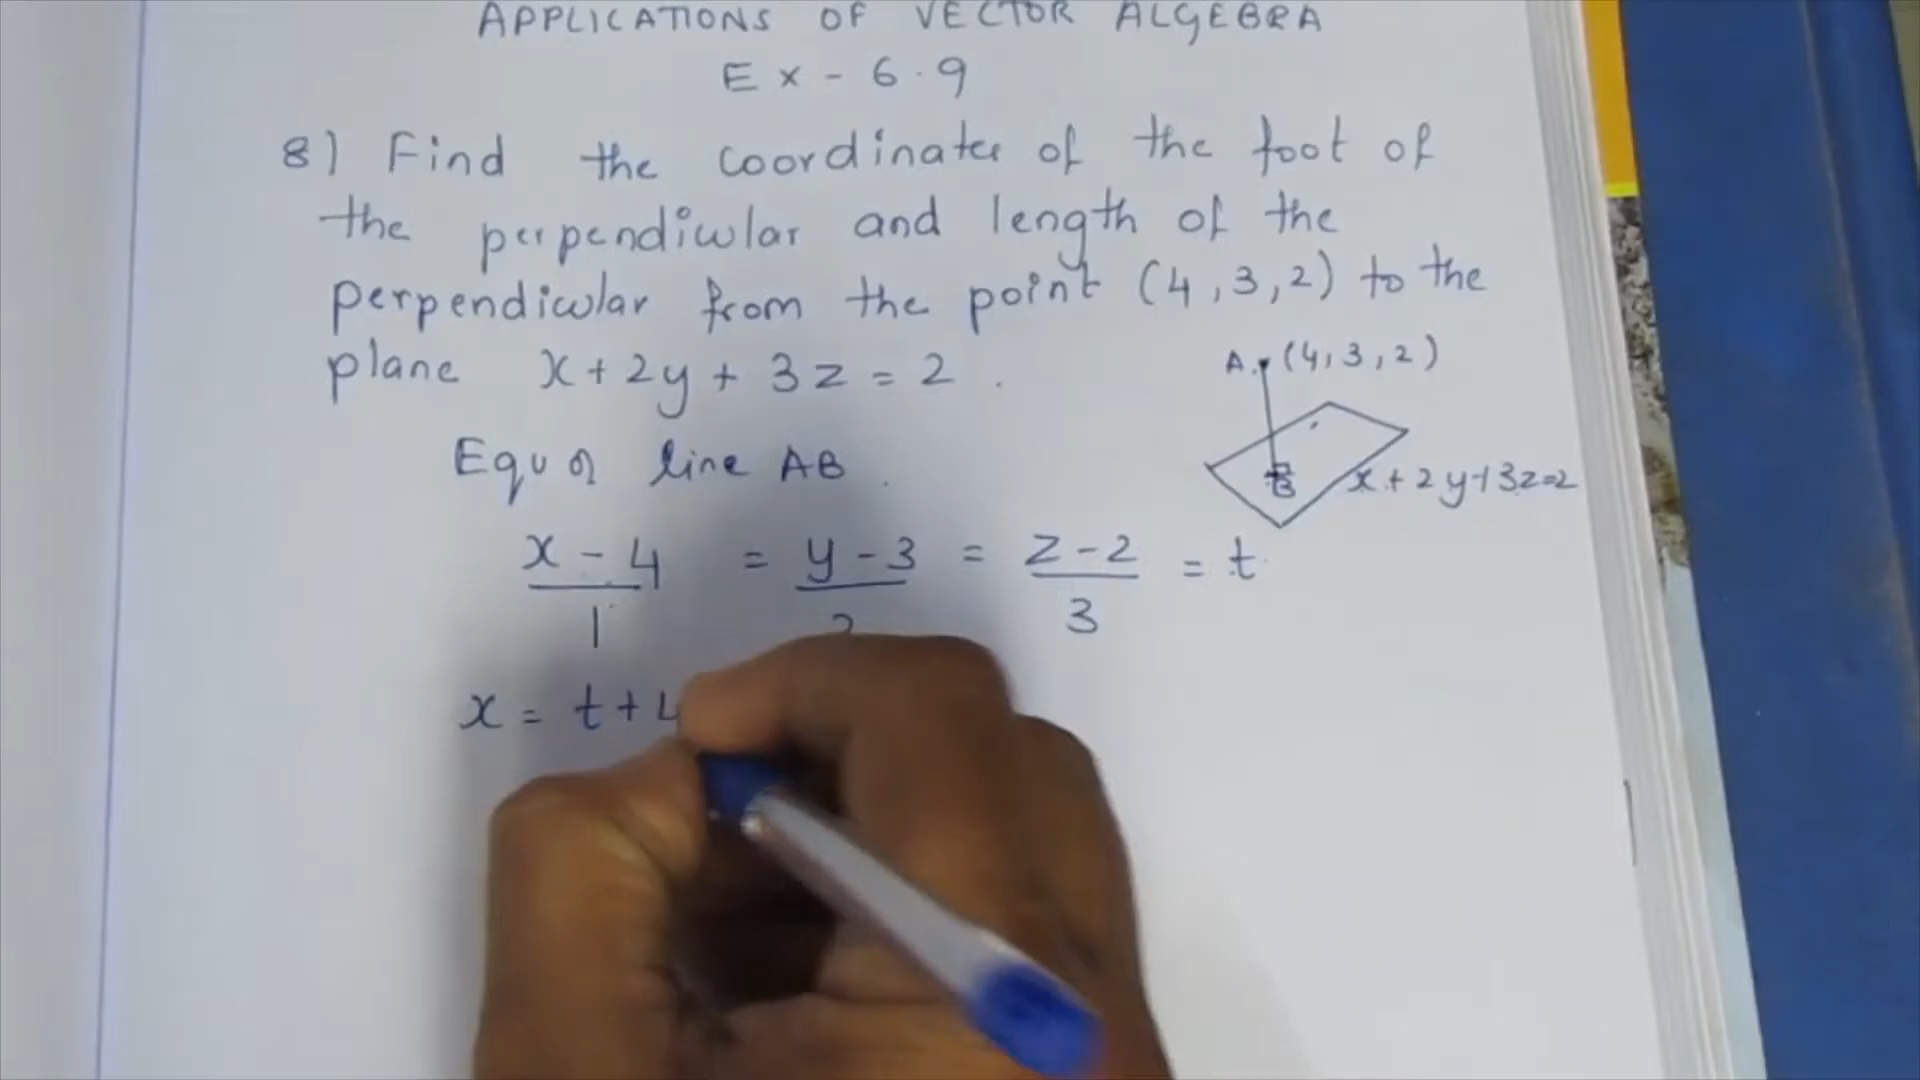 APPLICATIONS OF VECTOR ALGEBRA
Ex - 6.9
8) Find the coordinates of the foot of
the perpendicular and length of the
perpendicular from the point (4,3,2) to the
plane x + 2y + 3z = 2.
A. (4,3,2)
B
x + 2y + 3z = 2
Equ of line AB.
x - 4 = y - 3 = z - 2 = t
1 2 3
x = t + 4